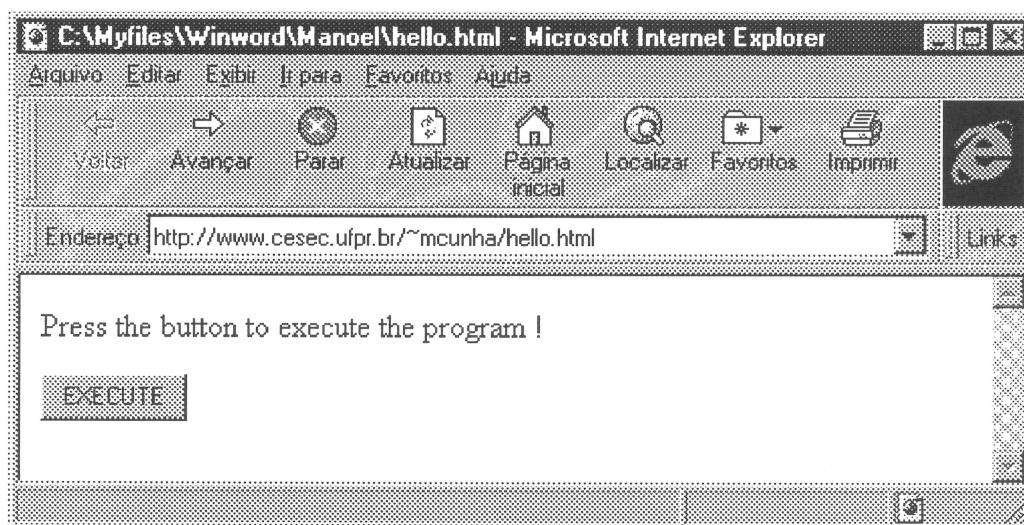 C:\Myfiles\Winword\Manoel\hello.html - Microsoft Internet Explorer
Arquivo Editar Exibir Ir para Favoritos Ajuda
Voltar Avançar Parar Atualizar Página inicial Localizar Favoritos Imprimir
Endereço http://www.cesec.ufpr.br/~mcunha/hello.html Links
Press the button to execute the program !
EXECUTE